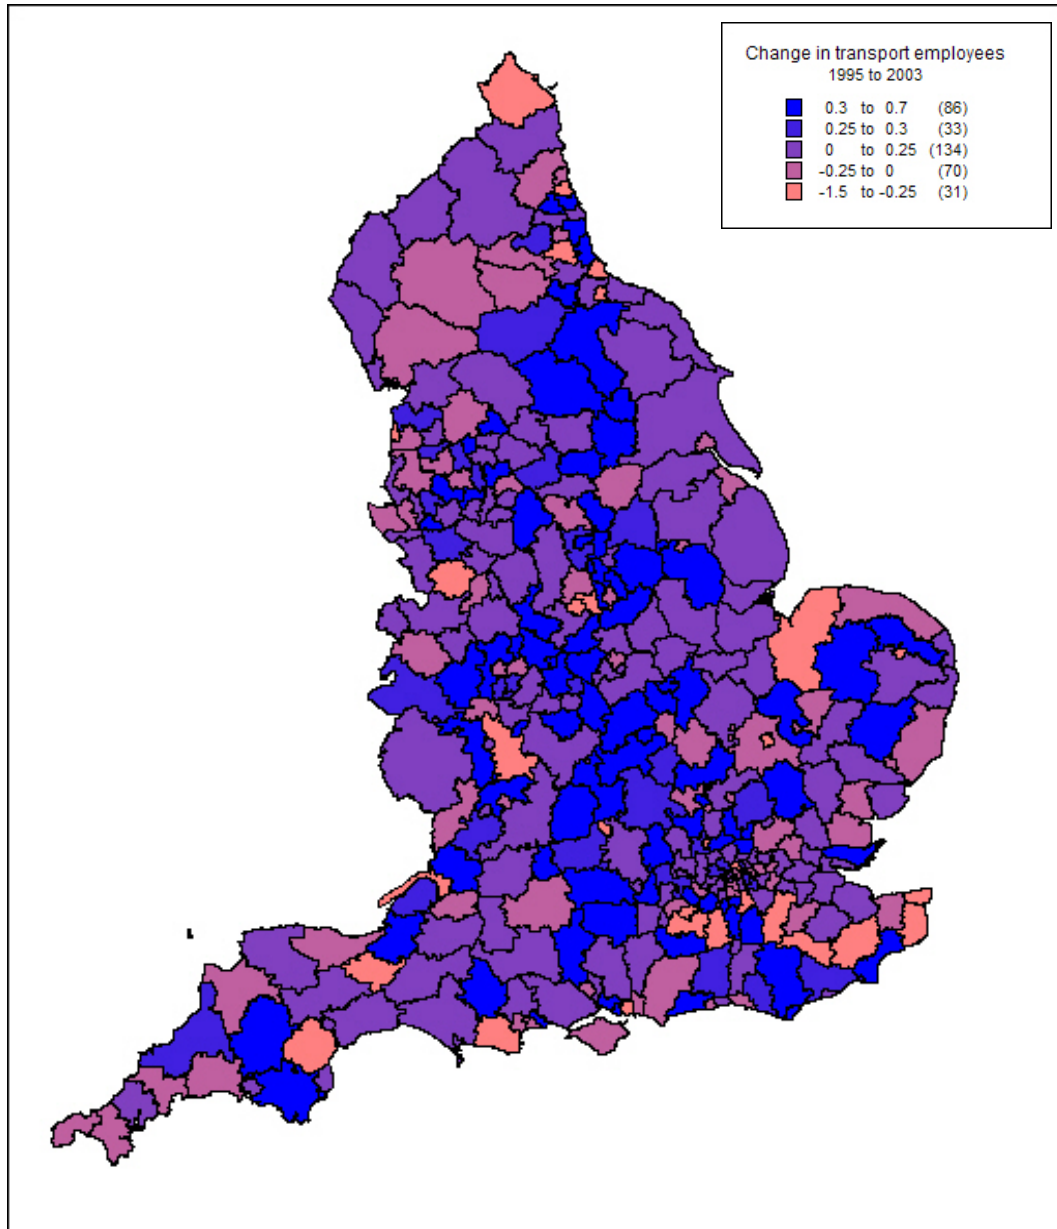 Change in transport employees
1995 to 2003
0.3 to 0.7 (86)
0.25 to 0.3 (33)
0 to 0.25 (134)
-0.25 to 0 (70)
-1.5 to -0.25 (31)